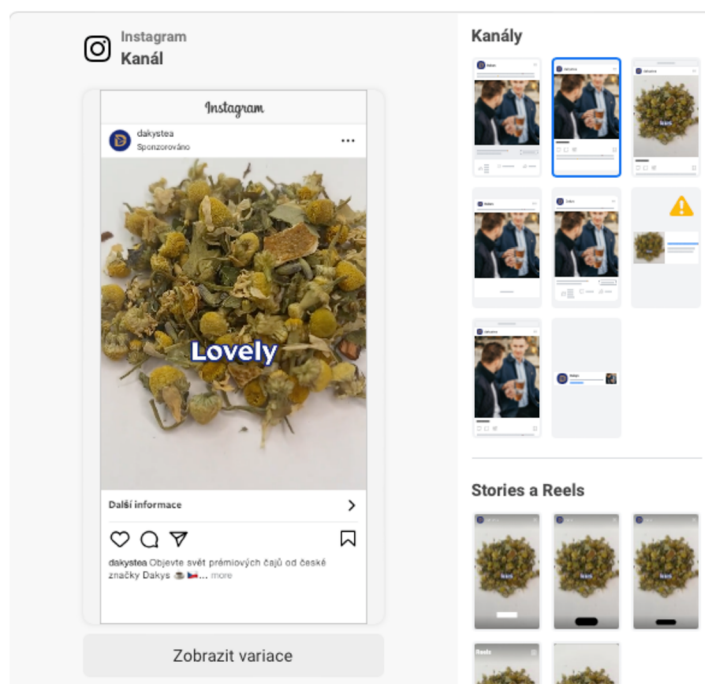 Instagram
Kanál
Instagram
dakystea
Sponzorováno
Lovely
Další informace
dakystea Objevte svět prémiových čajů od české
značky Dakys ☕ 🇨🇿... more
Zobrazit variace
Kanály
Stories a Reels
Reels